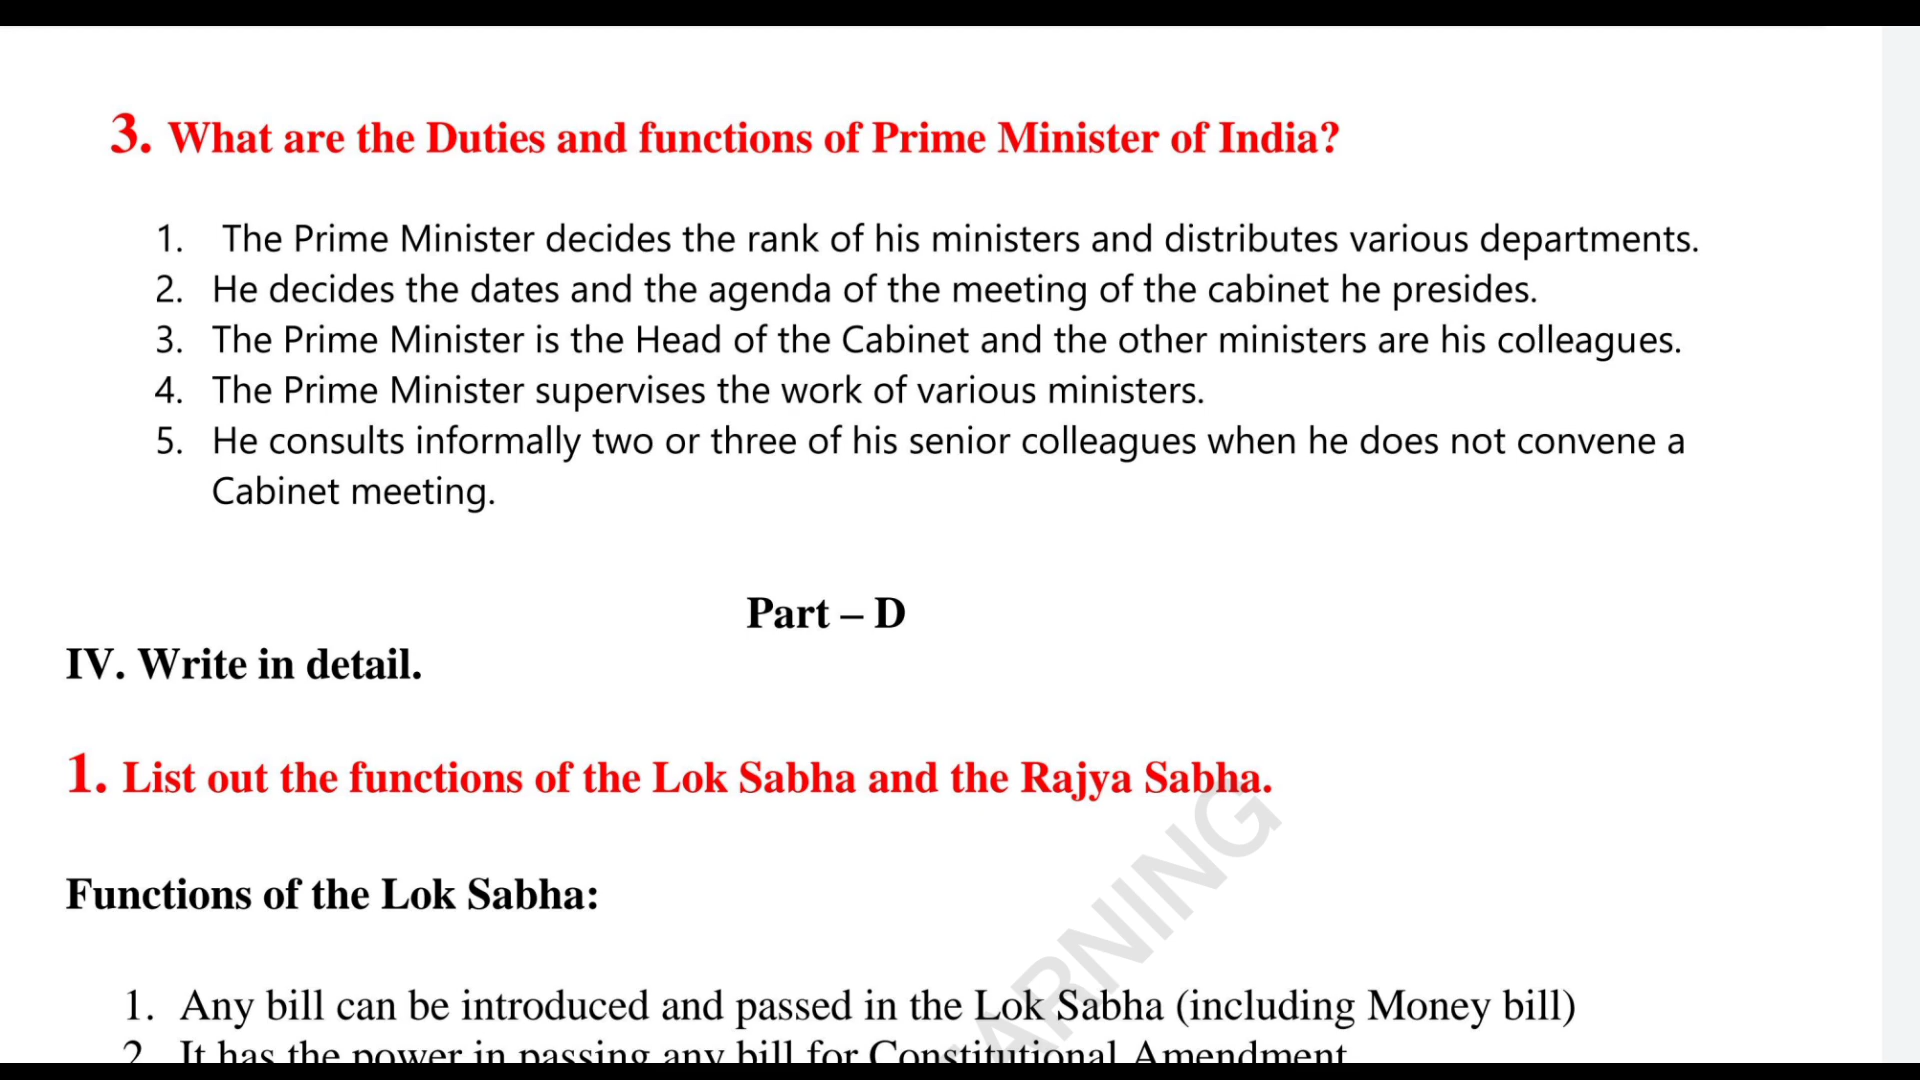 3. What are the Duties and functions of Prime Minister of India?
1. The Prime Minister decides the rank of his ministers and distributes various departments.
2. He decides the dates and the agenda of the meeting of the cabinet he presides.
3. The Prime Minister is the Head of the Cabinet and the other ministers are his colleagues.
4. The Prime Minister supervises the work of various ministers.
5. He consults informally two or three of his senior colleagues when he does not convene a
Cabinet meeting.
Part – D
IV. Write in detail.
1. List out the functions of the Lok Sabha and the Rajya Sabha.
Functions of the Lok Sabha:
ARNING
1. Any bill can be introduced and passed in the Lok Sabha (including Money bill)
2 It has the power in passing any bill for Constitutional Amendment